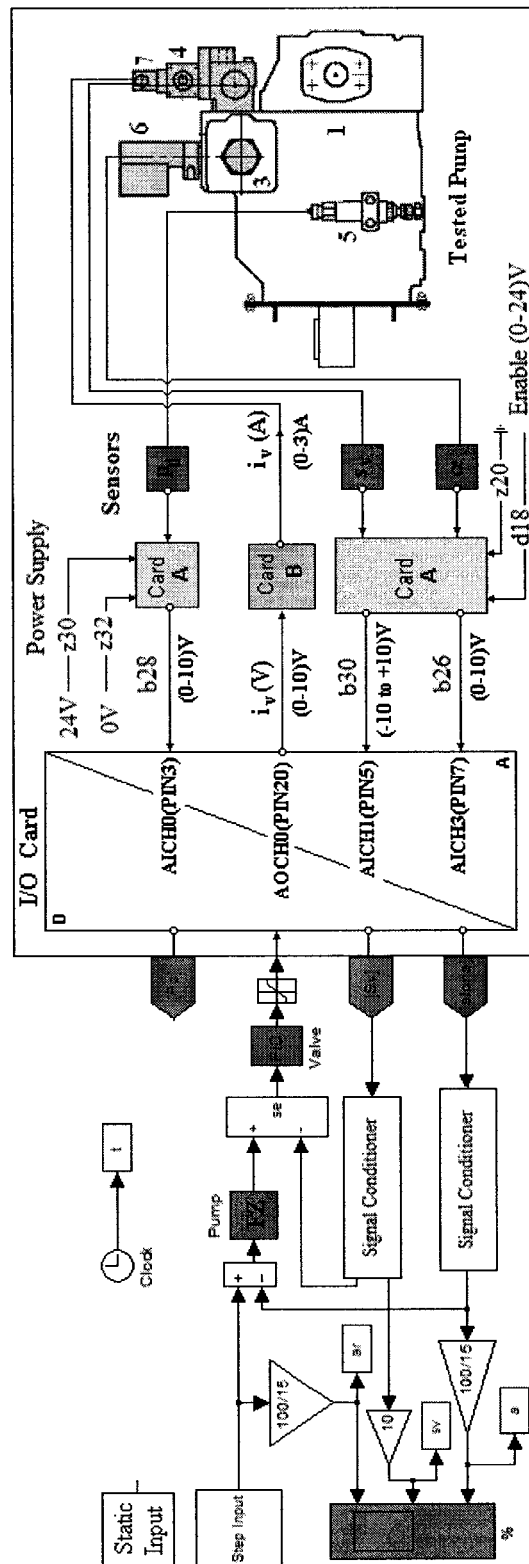 Static
Input
Step Input
Clock
t
100/15
ar
10
sv
100/15
a
%
+
-
Pump
FZ
+
-
se
Valve
Signal Conditioner
Signal Conditioner
I/O Card
D
A
AICH0(PIN3)
AOCH0(PIN20)
AICH1(PIN5)
AICH3(PIN7)
Power Supply
24V
z30
0V
z32
b28
(0-10)V
i_v (V)
(0-10)V
b30
(-10 to +10)V
b26
(0-10)V
Card
A
Card
B
Card
A
Sensors
i_v (A)
(0-3)A
z20
d18
Enable (0-24)V
7
4
6
3
1
5
Tested Pump